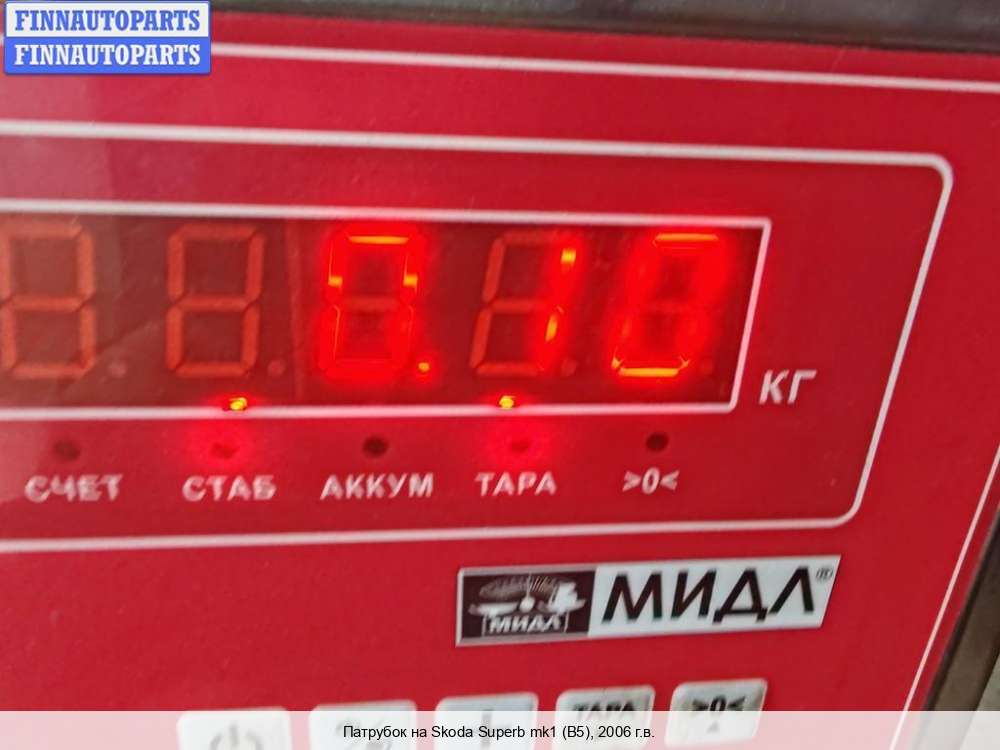 FINNAUTOPARTS
FINNAUTOPARTS
0.10
КГ
СЧЕТ СТАБ АККУМ ТАРА >0<
МИДЛ МИДЛ®
ТАРА >0<
Патрубок на Skoda Superb mk1 (B5), 2006 г.в.